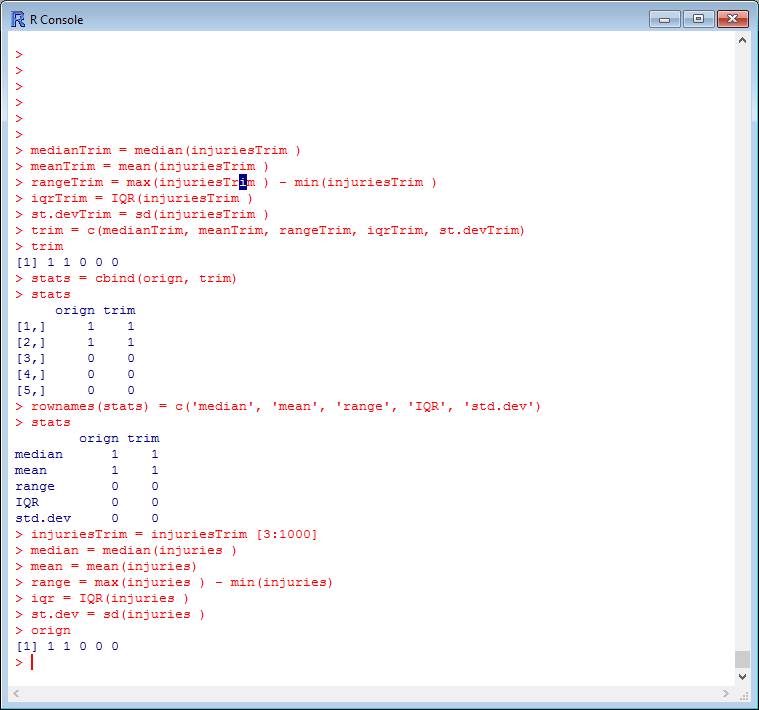 R Console
>
>
>
>
>
>
> medianTrim = median(injuriesTrim )
> meanTrim = mean(injuriesTrim )
> rangeTrim = max(injuriesTrim ) - min(injuriesTrim )
> iqrTrim = IQR(injuriesTrim )
> st.devTrim = sd(injuriesTrim )
> trim = c(medianTrim, meanTrim, rangeTrim, iqrTrim, st.devTrim)
> trim
[1] 1 1 0 0 0
> stats = cbind(orign, trim)
> stats
     orign trim
[1,]     1    1
[2,]     1    1
[3,]     0    0
[4,]     0    0
[5,]     0    0
> rownames(stats) = c('median', 'mean', 'range', 'IQR', 'std.dev')
> stats
        orign trim
median      1    1
mean        1    1
range       0    0
IQR         0    0
std.dev     0    0
> injuriesTrim = injuriesTrim [3:1000]
> median = median(injuries )
> mean = mean(injuries)
> range = max(injuries ) - min(injuries)
> iqr = IQR(injuries )
> st.dev = sd(injuries )
> orign
[1] 1 1 0 0 0
>